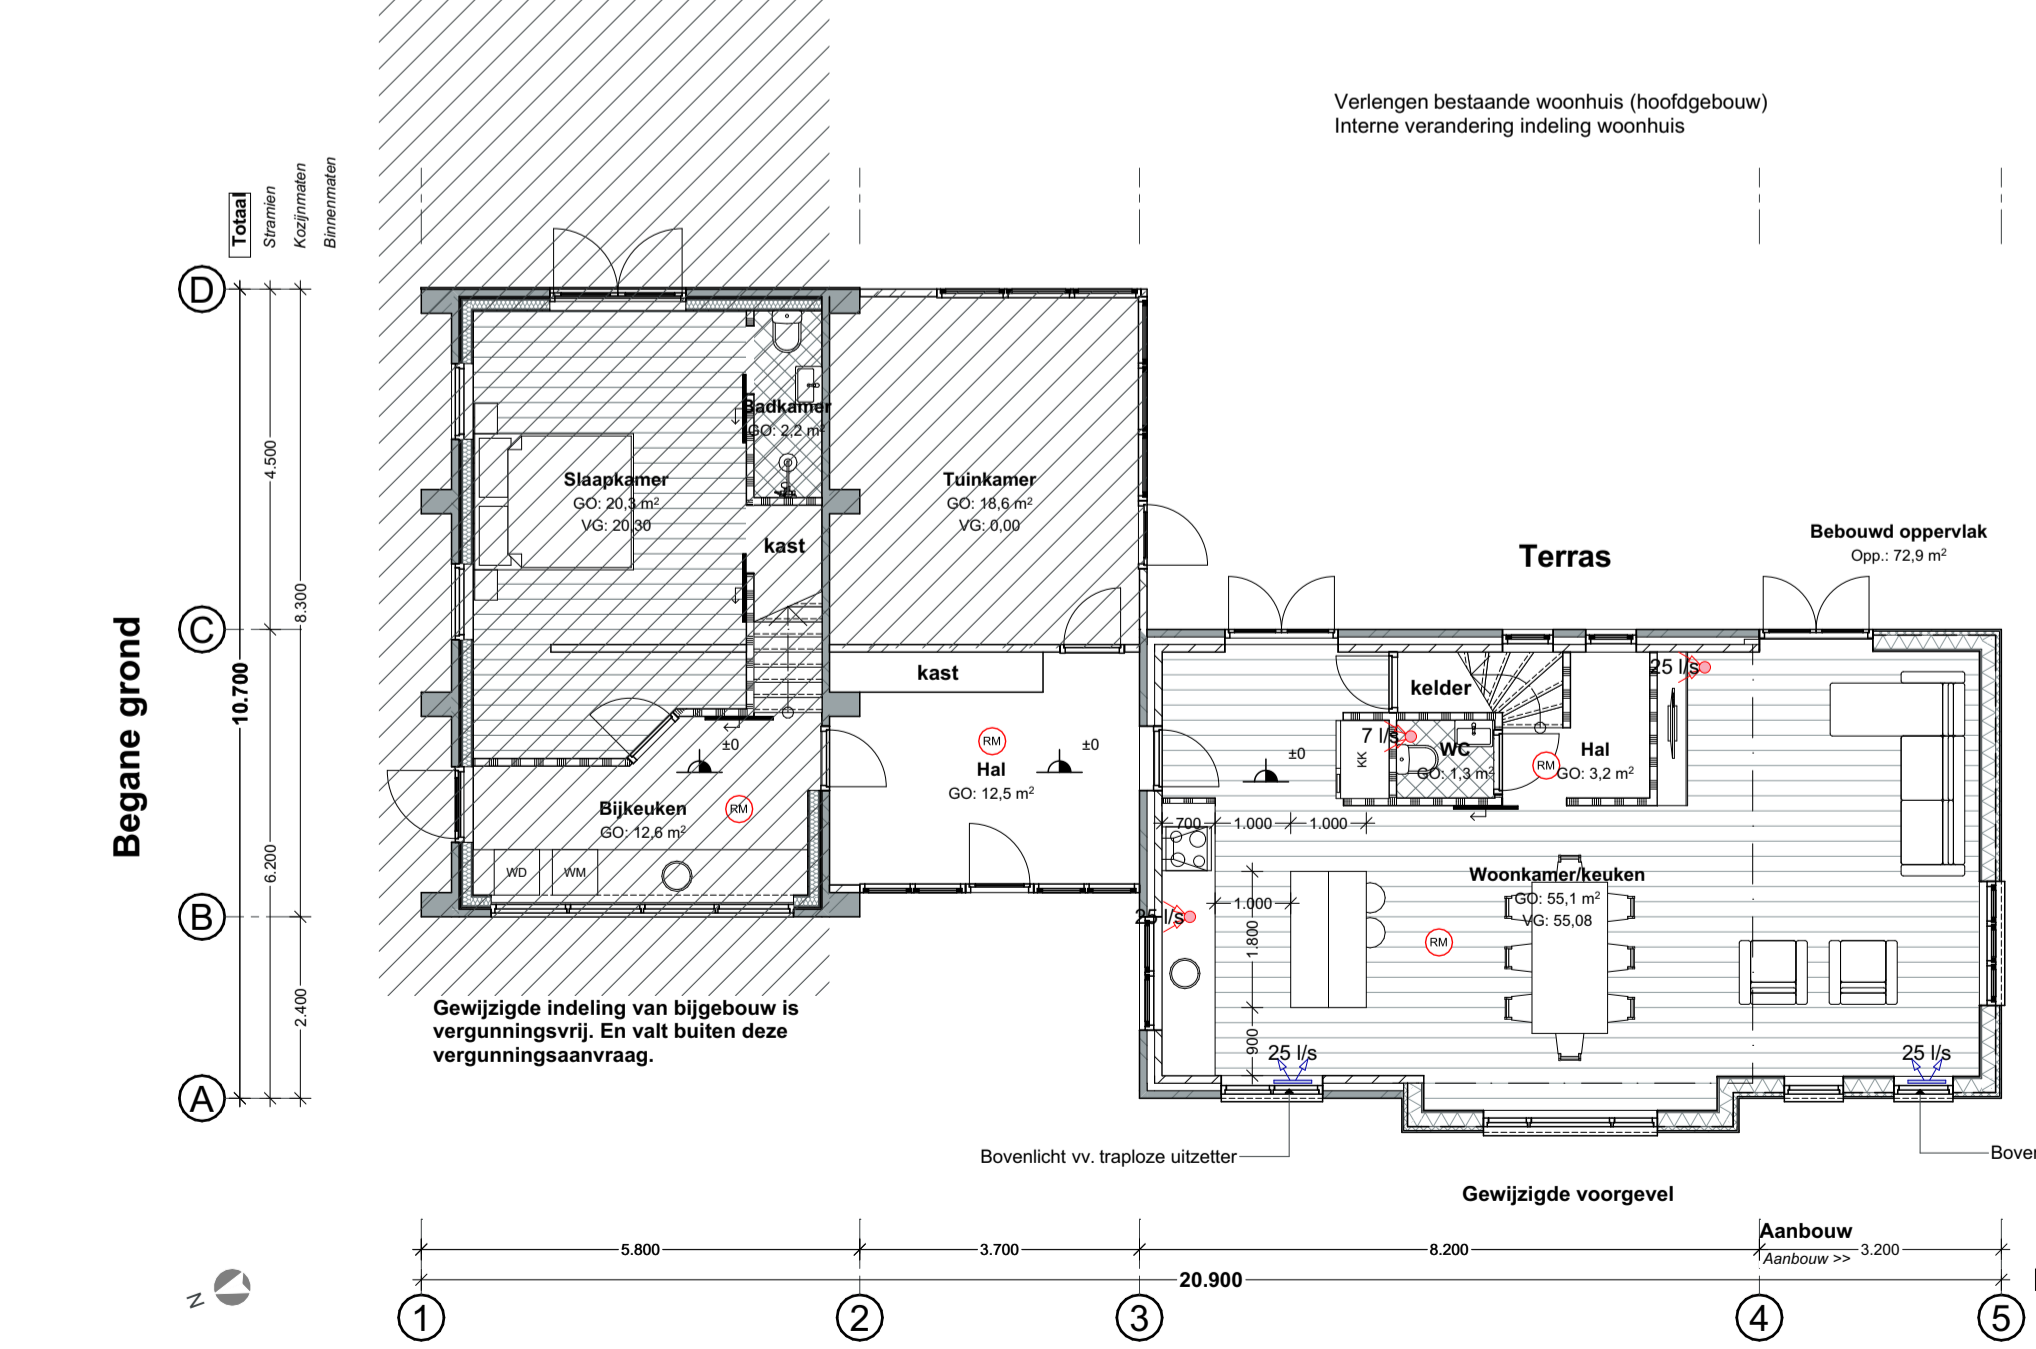 Verlengen bestaande woonhuis (hoofdgebouw)
Interne verandering indeling woonhuis
Totaal
Stramien
Kozijnmaten
Binnenmaten
D
C
B
A
Begane grond
10.700
4.500
6.200
8.300
2.400
Badkamer
GO: 2,2 m²
Slaapkamer
GO: 20,3 m²
VG: 20,30
kast
Tuinkamer
GO: 18,6 m²
VG: 0,00
Terras
Bebouwd oppervlak
Opp.: 72,9 m²
kast
kelder
25 l/s
7 l/s
KK
WC
GO: 1,3 m²
RM
Hal
GO: 3,2 m²
±0
±0
±0
RM
Hal
GO: 12,5 m²
Bijkeuken
GO: 12,6 m²
RM
WD
WM
700
1.000
1.000
1.000
1.800
900
Woonkamer/keuken
GO: 55,1 m²
VG: 55,08
RM
25 l/s
25 l/s
25 l/s
Gewijzigde indeling van bijgebouw is
vergunningsvrij. En valt buiten deze
vergunningsaanvraag.
Bovenlicht vv. traploze uitzetter
Bover
Gewijzigde voorgevel
Aanbouw
Aanbouw >>
5.800
3.700
8.200
3.200
20.900
N
1
2
3
4
5